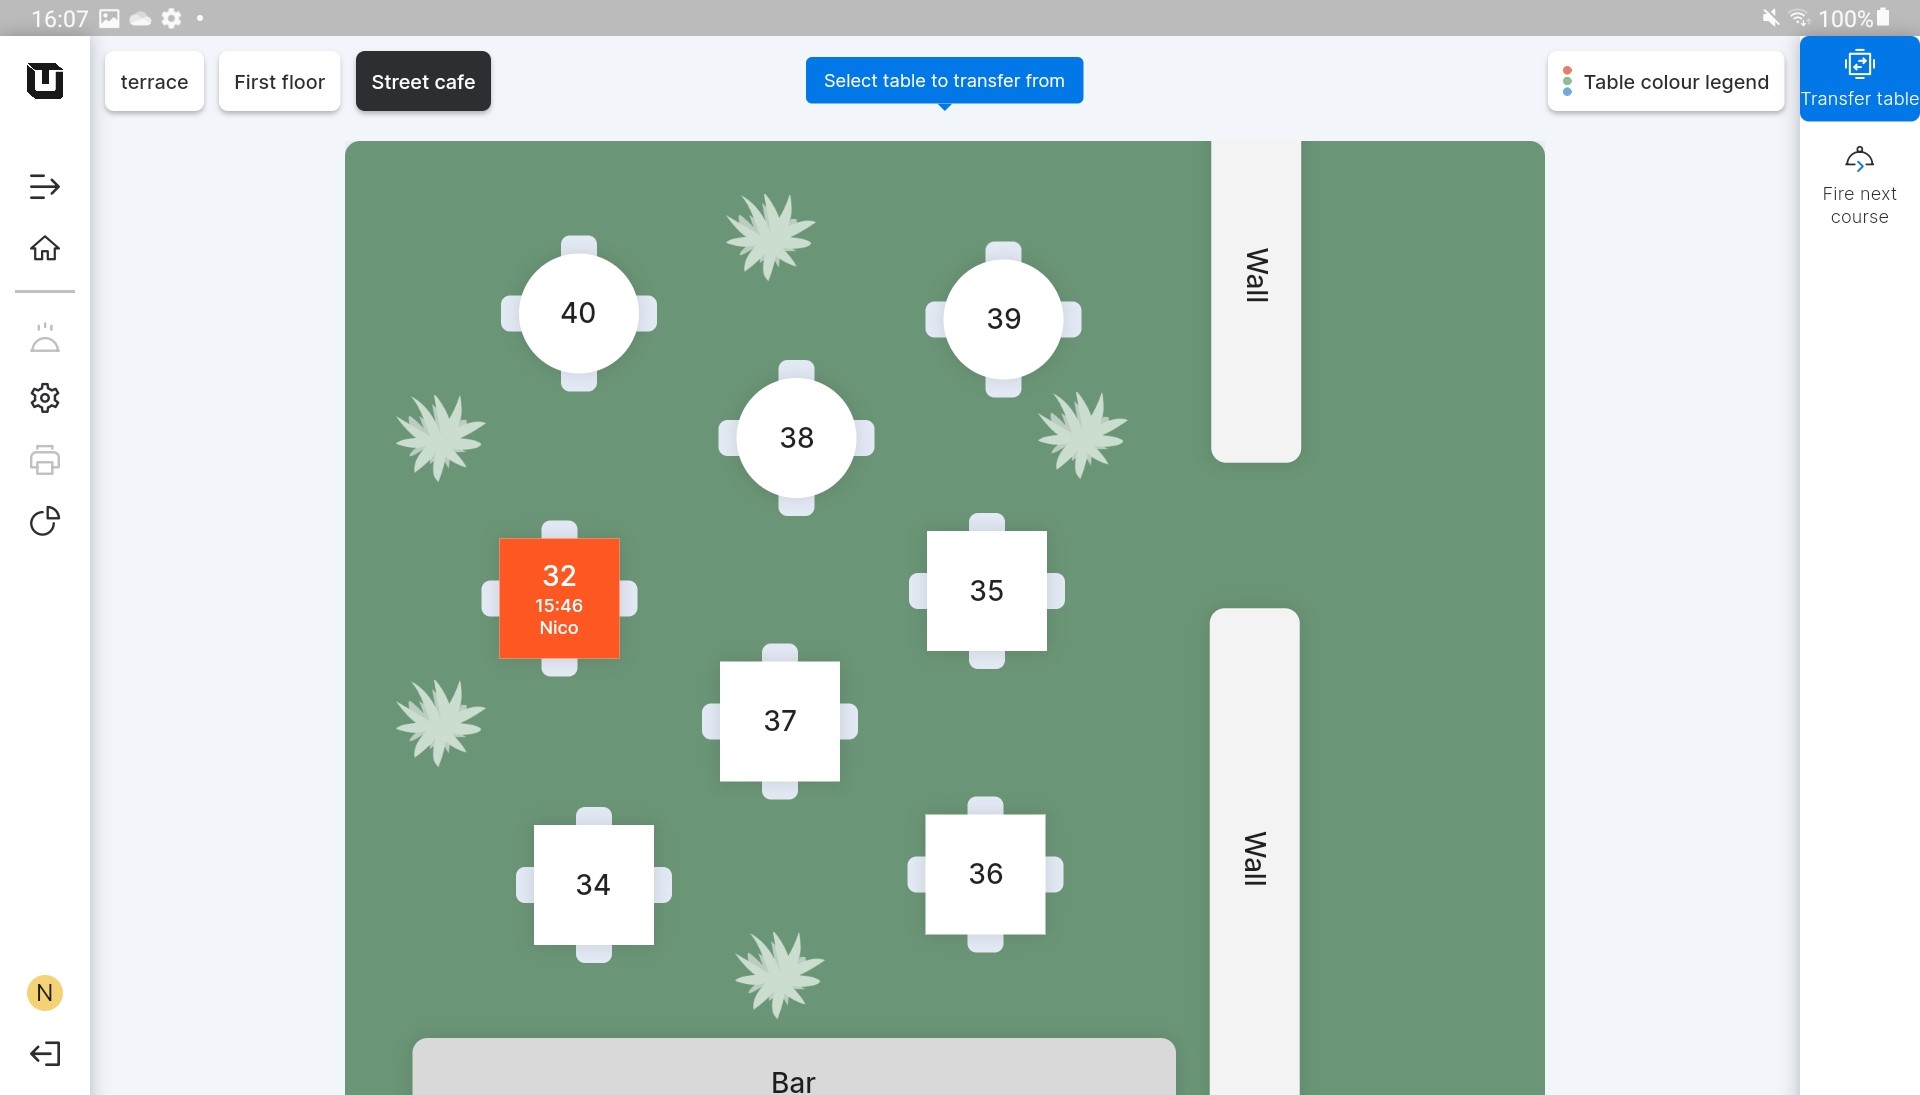 16:07
100%
terrace
First floor
Street cafe
Select table to transfer from
Table colour legend
Transfer table
Fire next
course
40
39
Wall
38
32
15:46
Nico
35
37
34
36
Wall
N
Bar